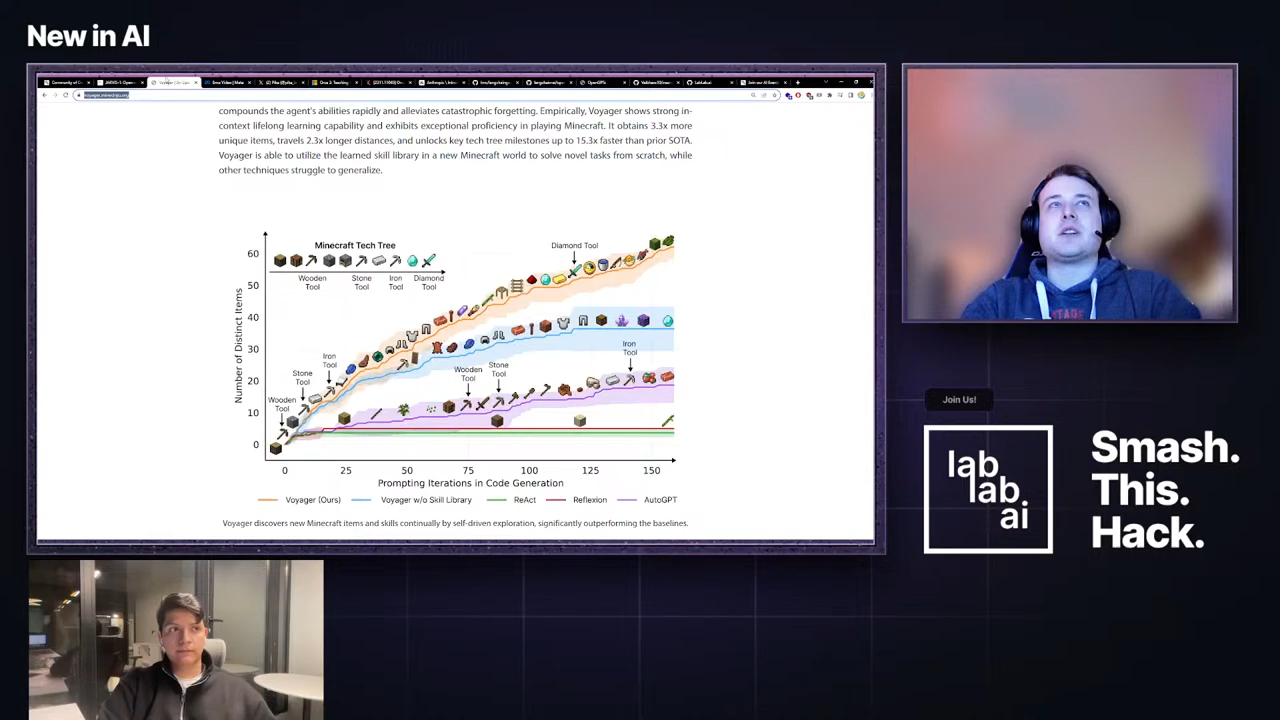 New in AI
voyager.minedojo.org
compounds the agent's abilities rapidly and alleviates catastrophic forgetting. Empirically, Voyager shows strong in-
context lifelong learning capability and exhibits exceptional proficiency in playing Minecraft. It obtains 3.3x more
unique items, travels 2.3x longer distances, and unlocks key tech tree milestones up to 15.3x faster than prior SOTA.
Voyager is able to utilize the learned skill library in a new Minecraft world to solve novel tasks from scratch, while
other techniques struggle to generalize.
Minecraft Tech Tree
Wooden Tool
Stone Tool
Iron Tool
Diamond Tool
Diamond Tool
Number of Distinct Items
60
50
40
30
20
10
0
Wooden Tool
Stone Tool
Iron Tool
Wooden Tool
Stone Tool
Iron Tool
0 25 50 75 100 125 150
Prompting Iterations in Code Generation
Voyager (Ours) Voyager w/o Skill Library ReAct Reflexion AutoGPT
Voyager discovers new Minecraft items and skills continually by self-driven exploration, significantly outperforming the baselines.
Join Us!
lab
lab
ai
Smash.
This.
Hack.